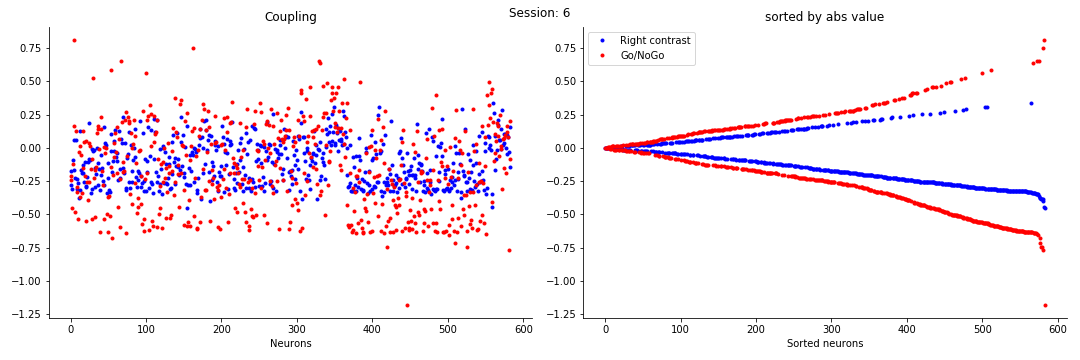 Session: 6
Coupling
0.75
0.50
0.25
0.00
−0.25
−0.50
−0.75
−1.00
−1.25
0 100 200 300 400 500 600
Neurons
sorted by abs value
Right contrast
Go/NoGo
0.75
0.50
0.25
0.00
−0.25
−0.50
−0.75
−1.00
−1.25
0 100 200 300 400 500 600
Sorted neurons